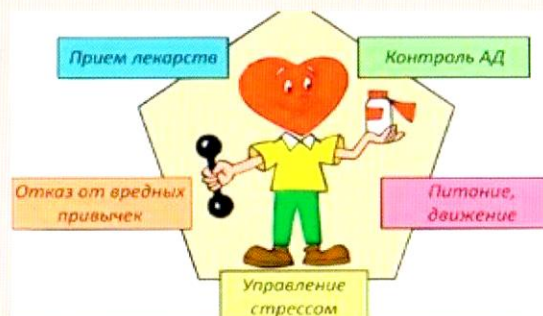 Прием лекарств
Контроль АД
Отказ от вредных
привычек
Питание,
движение
Управление
стрессом